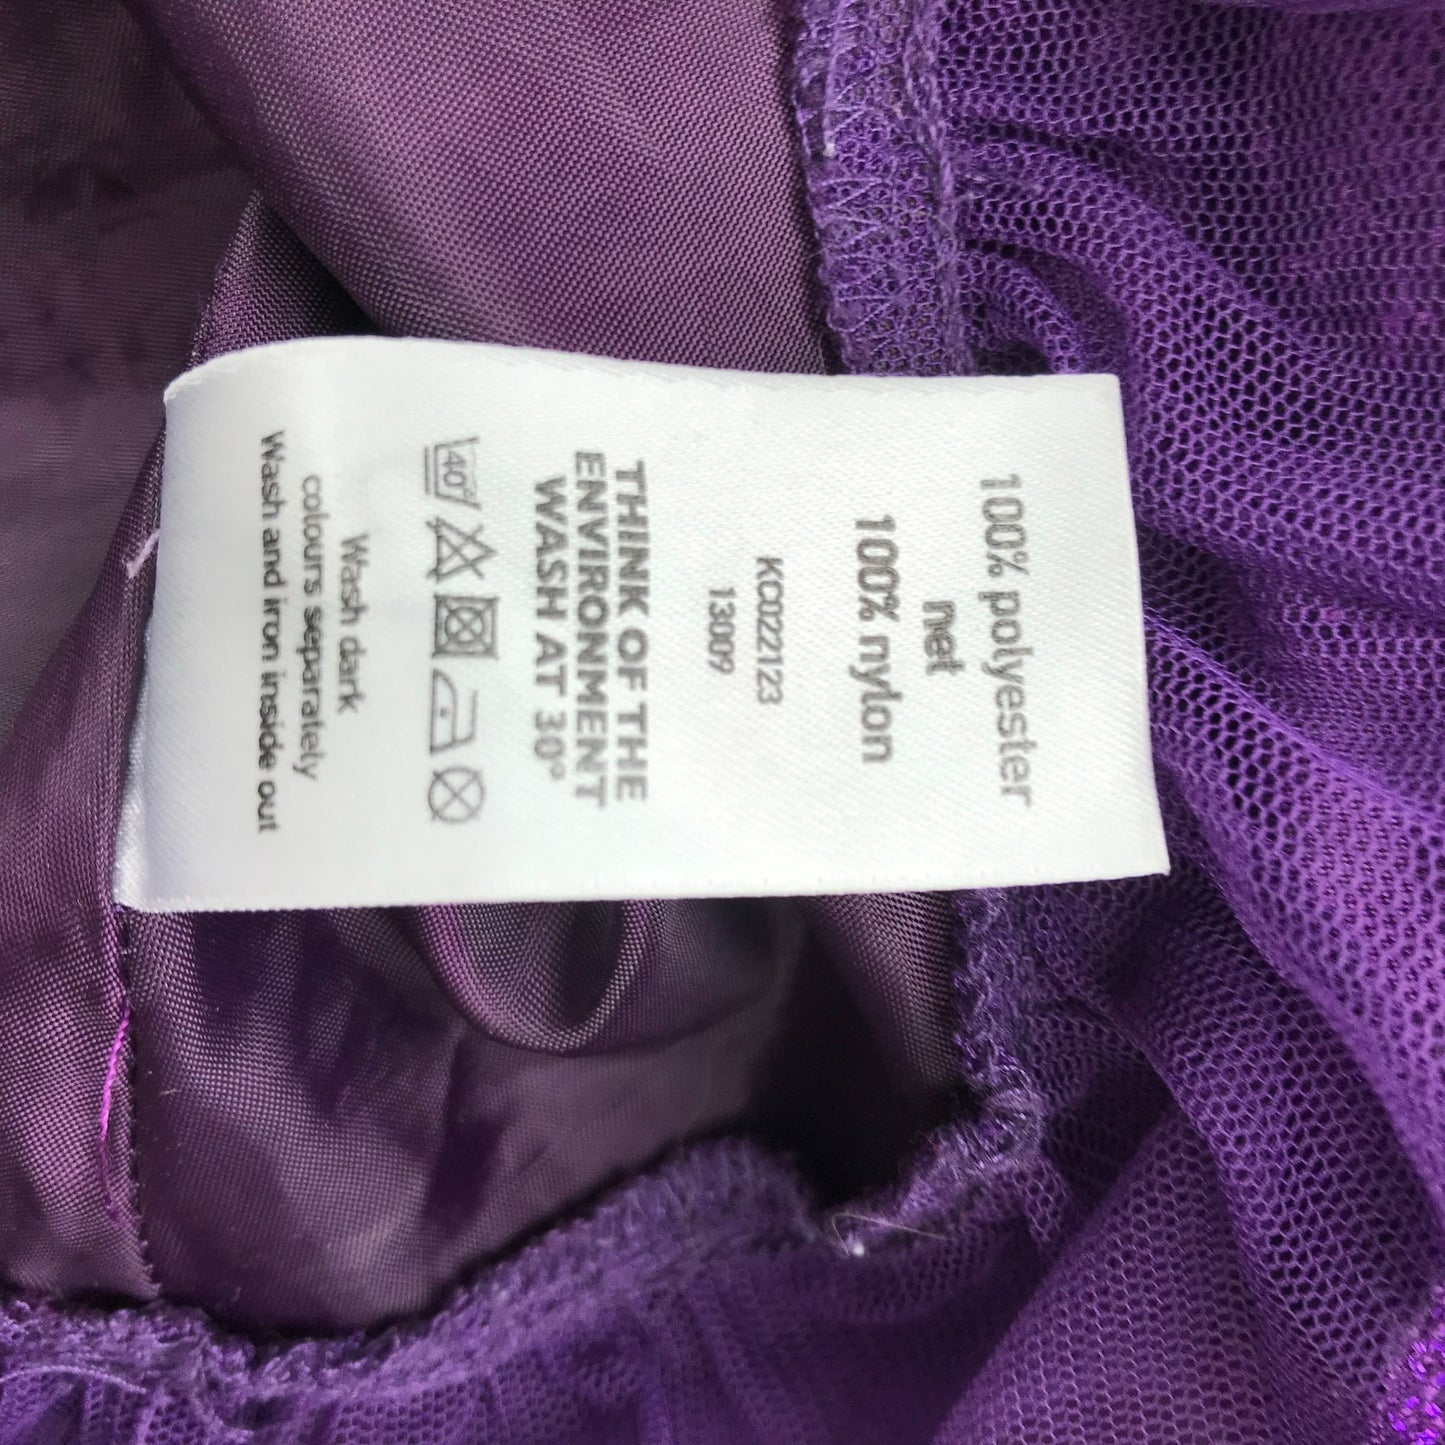 100% polyester
net
100% nylon
KC022123
13009
THINK OF THE
ENVIRONMENT
WASH AT 30°
40°
Wash dark
colours separately
Wash and iron inside out